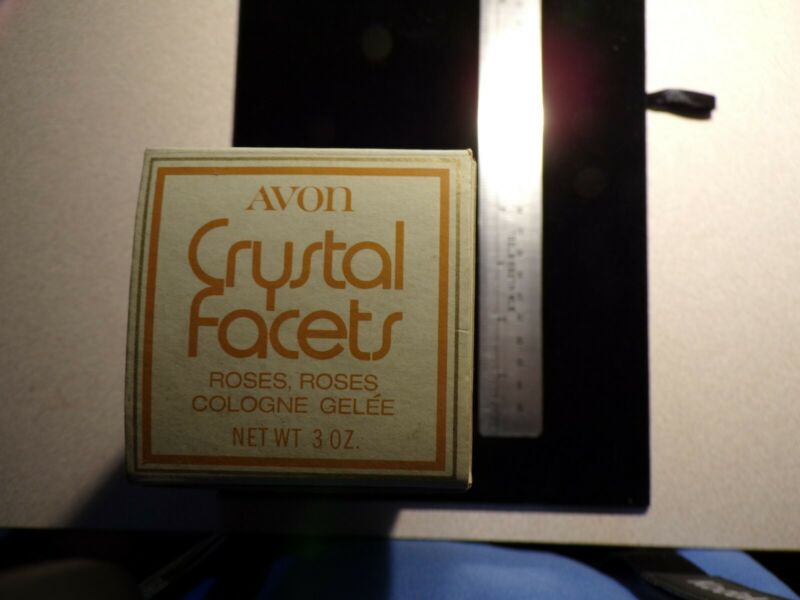 AVON
Crystal
Facets
ROSES, ROSES
COLOGNE GELÉE
NET WT 3 OZ.